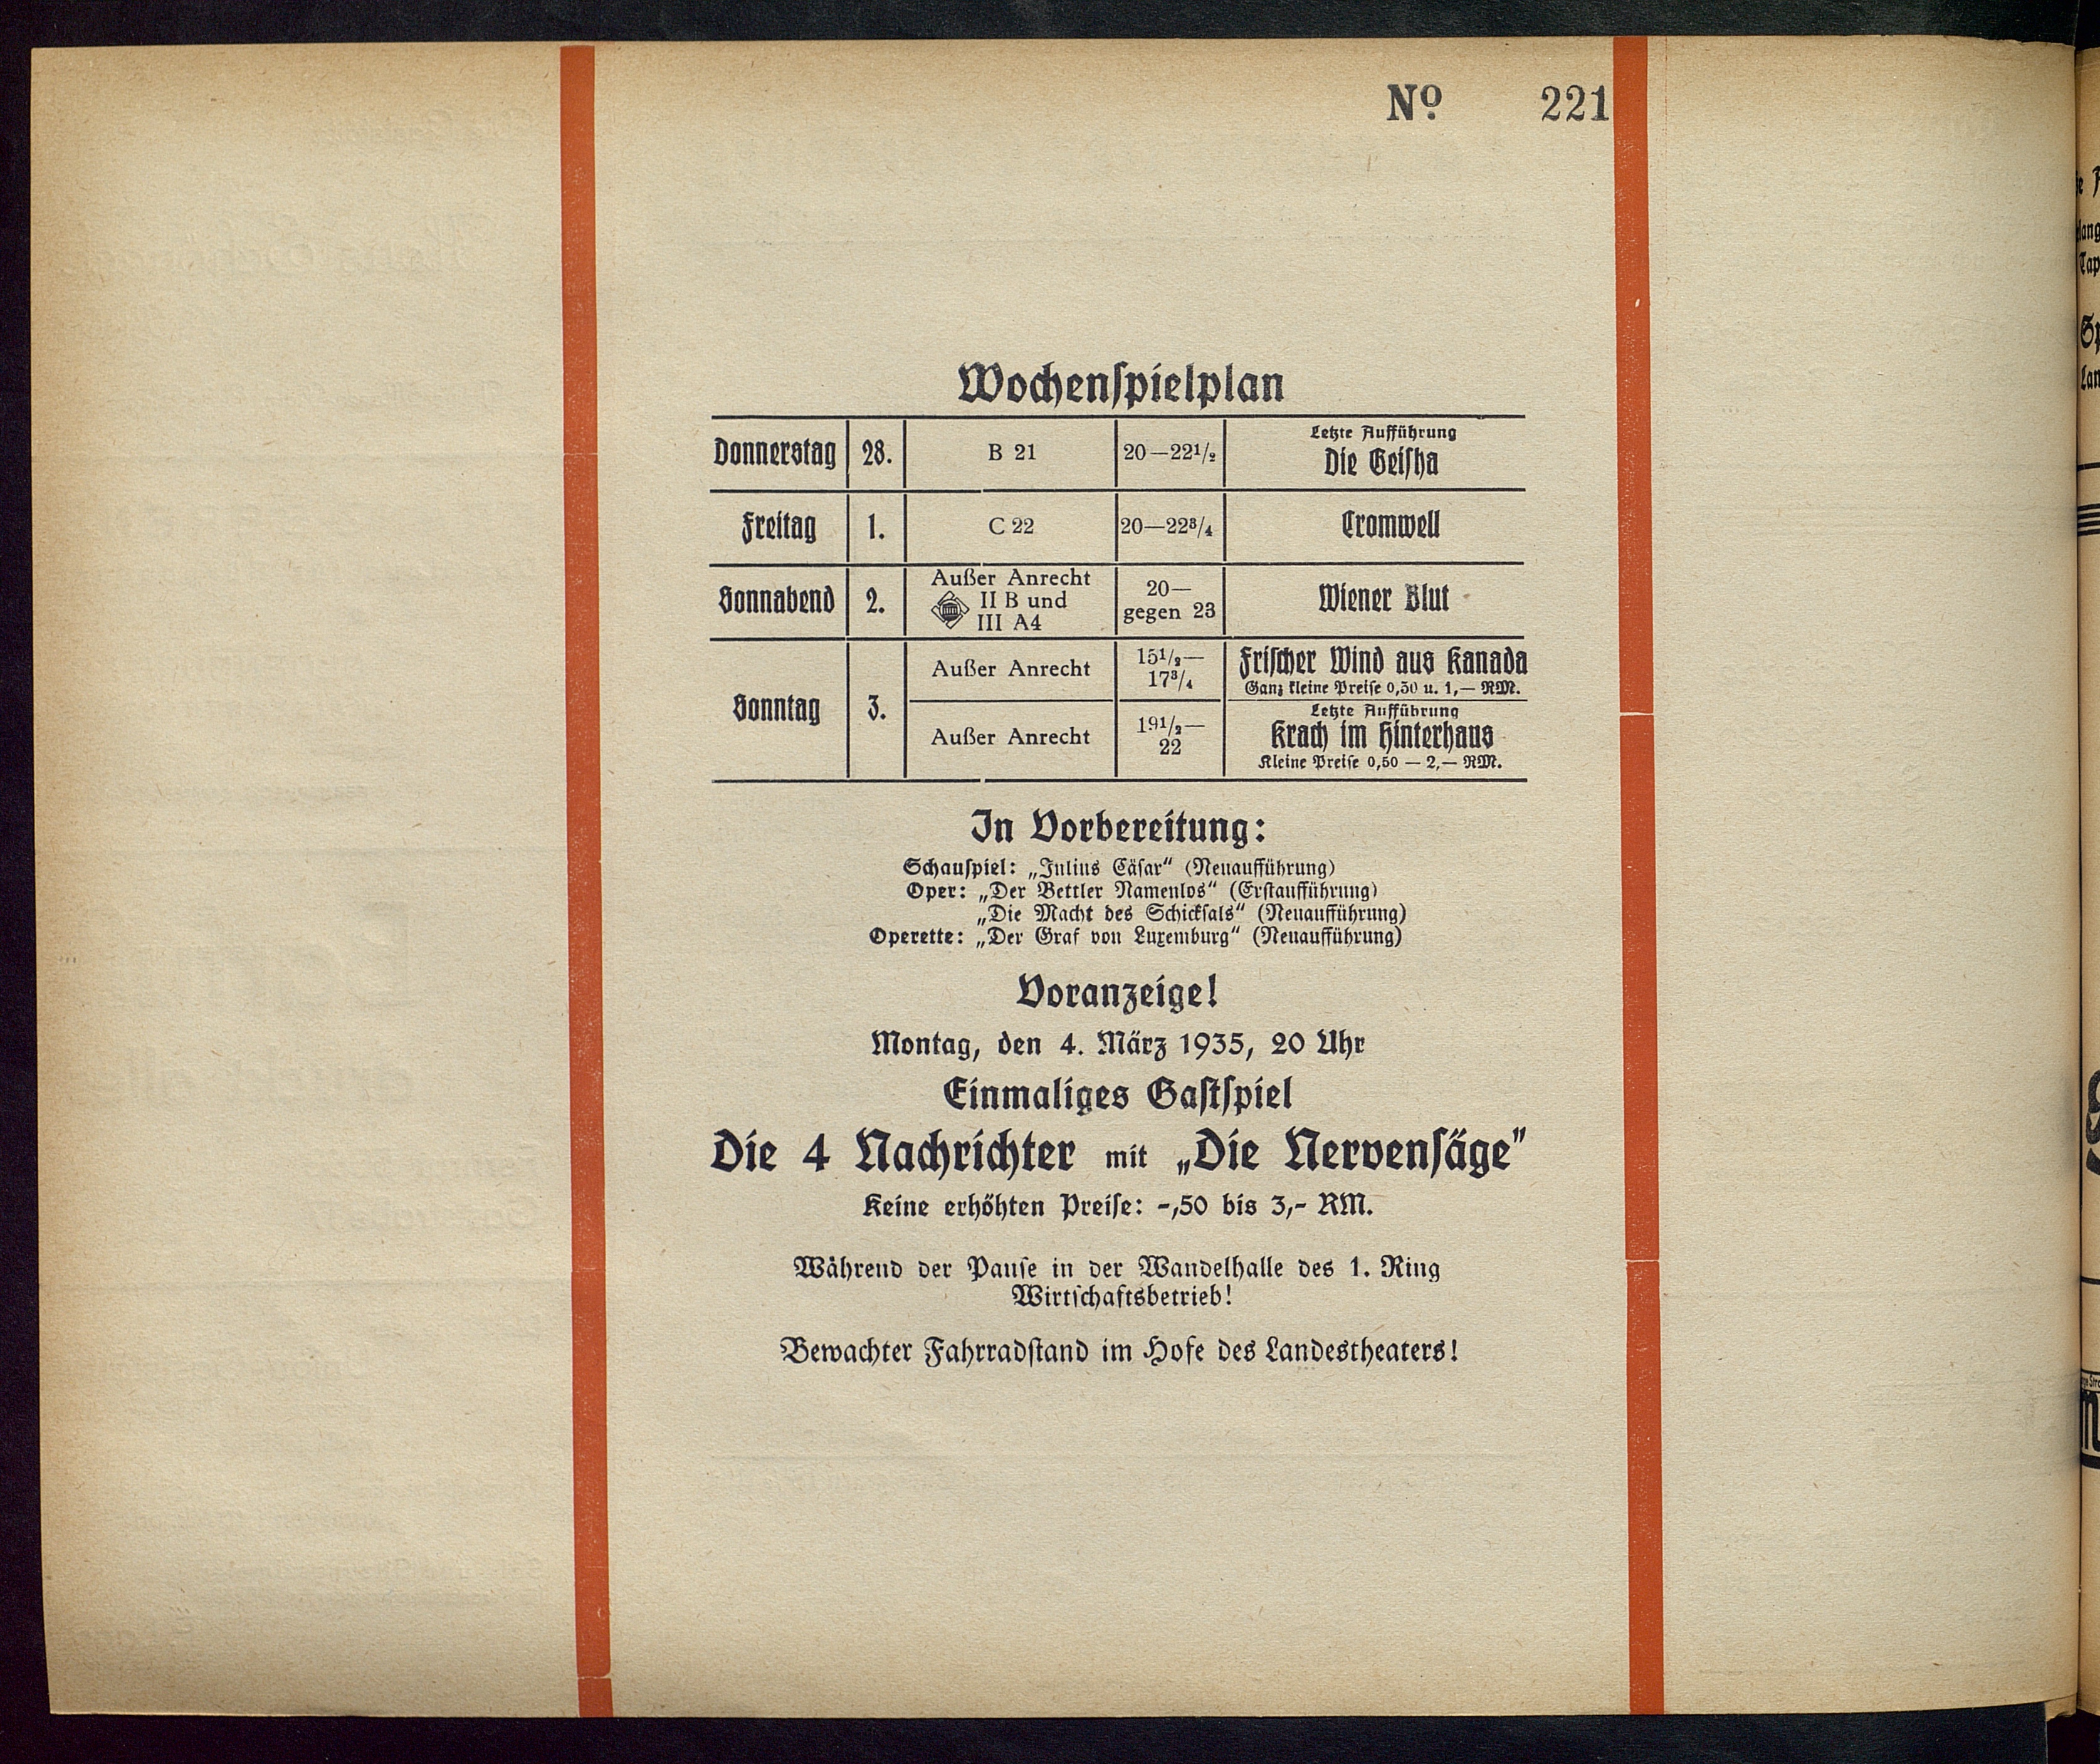 No. 221
Wochenspielplan
Donnerstag 28. B 21 20—22½ Letzte Aufführung
Die Geisha
Freitag 1. C 22 20—22¾ Cromwell
Sonnabend 2. Außer Anrecht II B und III A4 20— gegen 23 Wiener Blut
Sonntag 3. Außer Anrecht 15½— 17¾ Frischer Wind aus Kanada
Ganz kleine Preise 0,30 u. 1,— RM.
Außer Anrecht 19½— 22 Letzte Aufführung
Krach im Hinterhaus
Kleine Preise 0,50 — 2,— RM.
In Vorbereitung:
Schauspiel: „Julius Cäsar“ (Neuaufführung)
Oper: „Der Bettler Namenlos“ (Erstaufführung)
„Die Macht des Schicksals“ (Neuaufführung)
Operette: „Der Graf von Luxemburg“ (Neuaufführung)
Voranzeige!
Montag, den 4. März 1935, 20 Uhr
Einmaliges Gastspiel
Die 4 Nachrichter mit „Die Nervensäge”
Keine erhöhten Preise: -,50 bis 3,- RM.
Während der Pause in der Wandelhalle des 1. Ring
Wirtschaftsbetrieb!
Bewachter Fahrradstand im Hofe des Landestheaters!